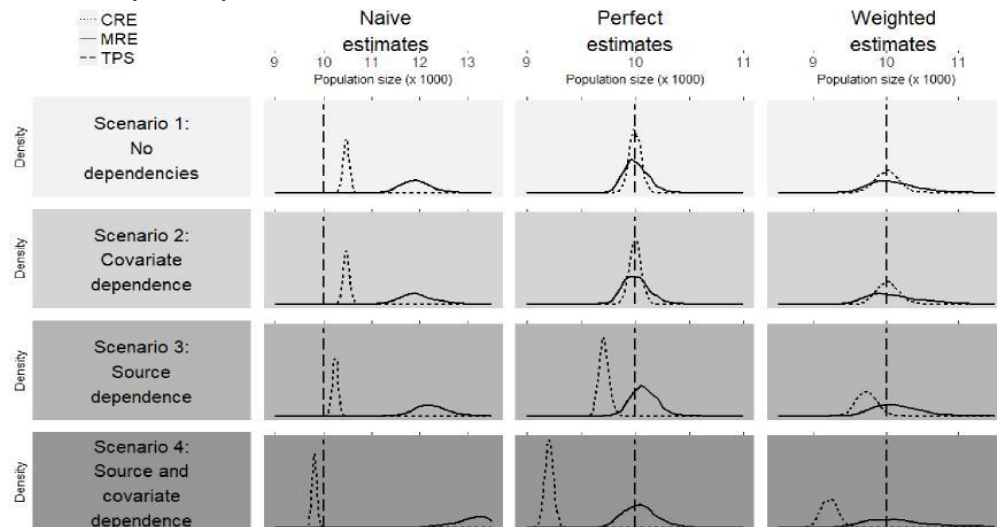 CRE
MRE
TPS
Naive
estimates
9 10 11 12 13
Population size (x 1000)
Perfect
estimates
9 10 11
Population size (x 1000)
Weighted
estimates
9 10 11
Population size (x 1000)
Density
Scenario 1:
No
dependencies
Density
Scenario 2:
Covariate
dependence
Density
Scenario 3:
Source
dependence
Density
Scenario 4:
Source and
covariate
dependence